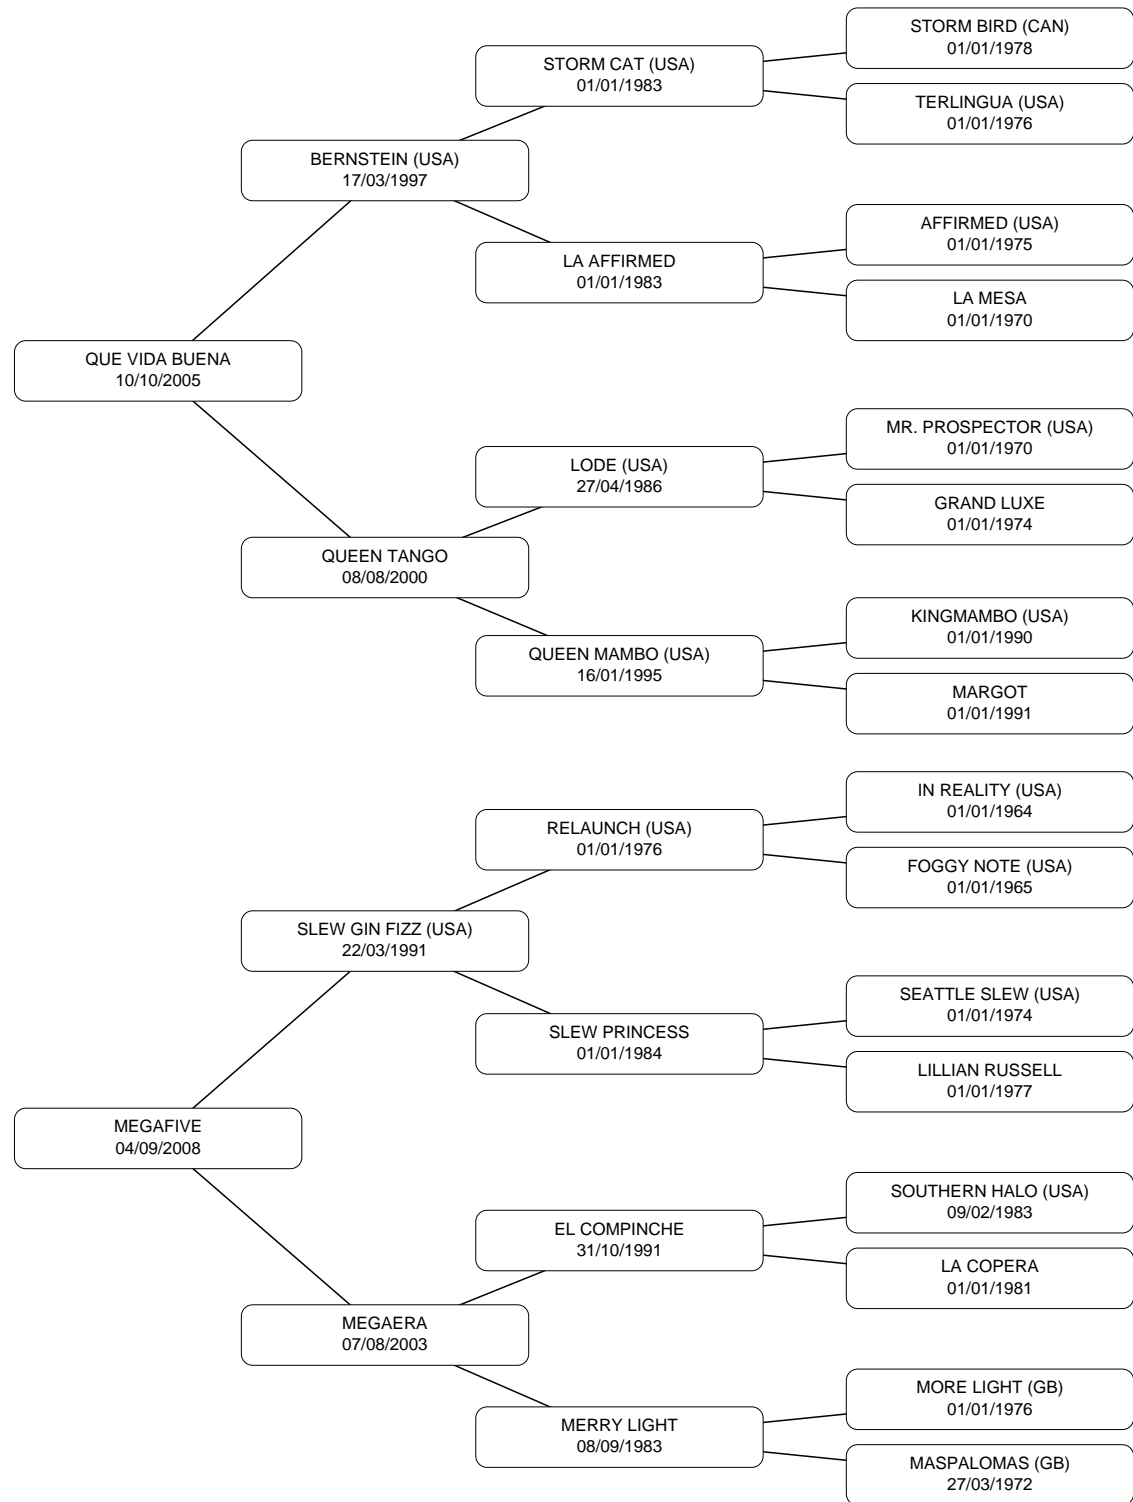 STORM BIRD (CAN)
01/01/1978
STORM CAT (USA)
01/01/1983
TERLINGUA (USA)
01/01/1976
BERNSTEIN (USA)
17/03/1997
AFFIRMED (USA)
01/01/1975
LA AFFIRMED
01/01/1983
LA MESA
01/01/1970
QUE VIDA BUENA
10/10/2005
MR. PROSPECTOR (USA)
01/01/1970
LODE (USA)
27/04/1986
GRAND LUXE
01/01/1974
QUEEN TANGO
08/08/2000
KINGMAMBO (USA)
01/01/1990
QUEEN MAMBO (USA)
16/01/1995
MARGOT
01/01/1991
IN REALITY (USA)
01/01/1964
RELAUNCH (USA)
01/01/1976
FOGGY NOTE (USA)
01/01/1965
SLEW GIN FIZZ (USA)
22/03/1991
SEATTLE SLEW (USA)
01/01/1974
SLEW PRINCESS
01/01/1984
LILLIAN RUSSELL
01/01/1977
MEGAFIVE
04/09/2008
SOUTHERN HALO (USA)
09/02/1983
EL COMPINCHE
31/10/1991
LA COPERA
01/01/1981
MEGAERA
07/08/2003
MORE LIGHT (GB)
01/01/1976
MERRY LIGHT
08/09/1983
MASPALOMAS (GB)
27/03/1972